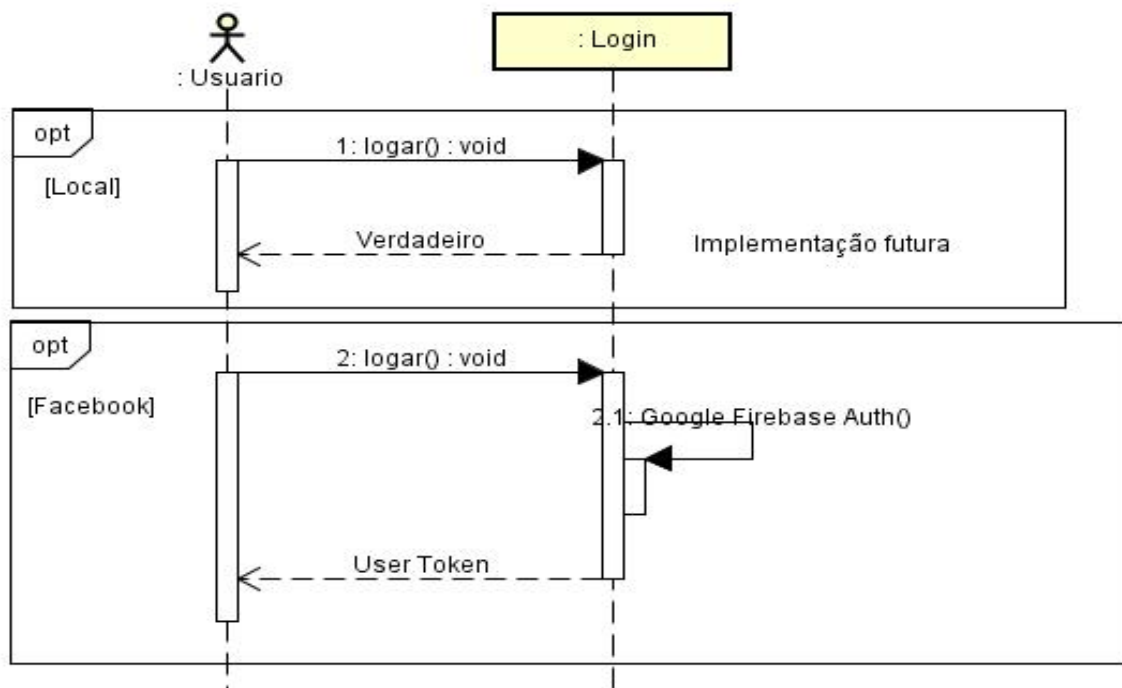 : Usuario
: Login
opt
1: logar() : void
[Local]
Verdadeiro
Implementação futura
opt
2: logar() : void
[Facebook]
2.1: Google Firebase Auth()
User Token